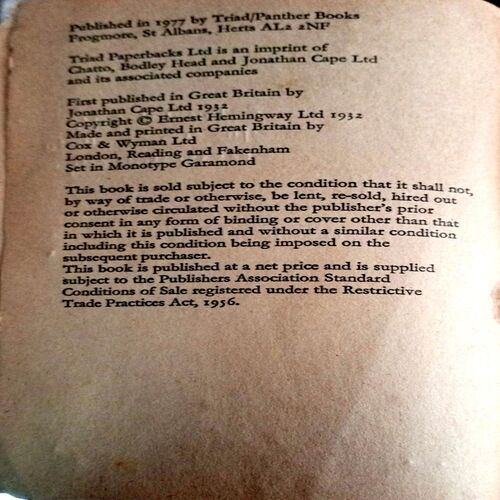 Published in 1977 by Triad/Panther Books
Frogmore, St Albans, Herts AL2 2NF
Triad Paperbacks Ltd is an imprint of
Chatto, Bodley Head and Jonathan Cape Ltd
and its associated companies
First published in Great Britain by
Jonathan Cape Ltd 1932
Copyright © Ernest Hemingway Ltd 1932
Made and printed in Great Britain by
Cox & Wyman Ltd
London, Reading and Fakenham
Set in Monotype Garamond
This book is sold subject to the condition that it shall not,
by way of trade or otherwise, be lent, re-sold, hired out
or otherwise circulated without the publisher's prior
consent in any form of binding or cover other than that
in which it is published and without a similar condition
including this condition being imposed on the
subsequent purchaser.
This book is published at a net price and is supplied
subject to the Publishers Association Standard
Conditions of Sale registered under the Restrictive
Trade Practices Act, 1956.